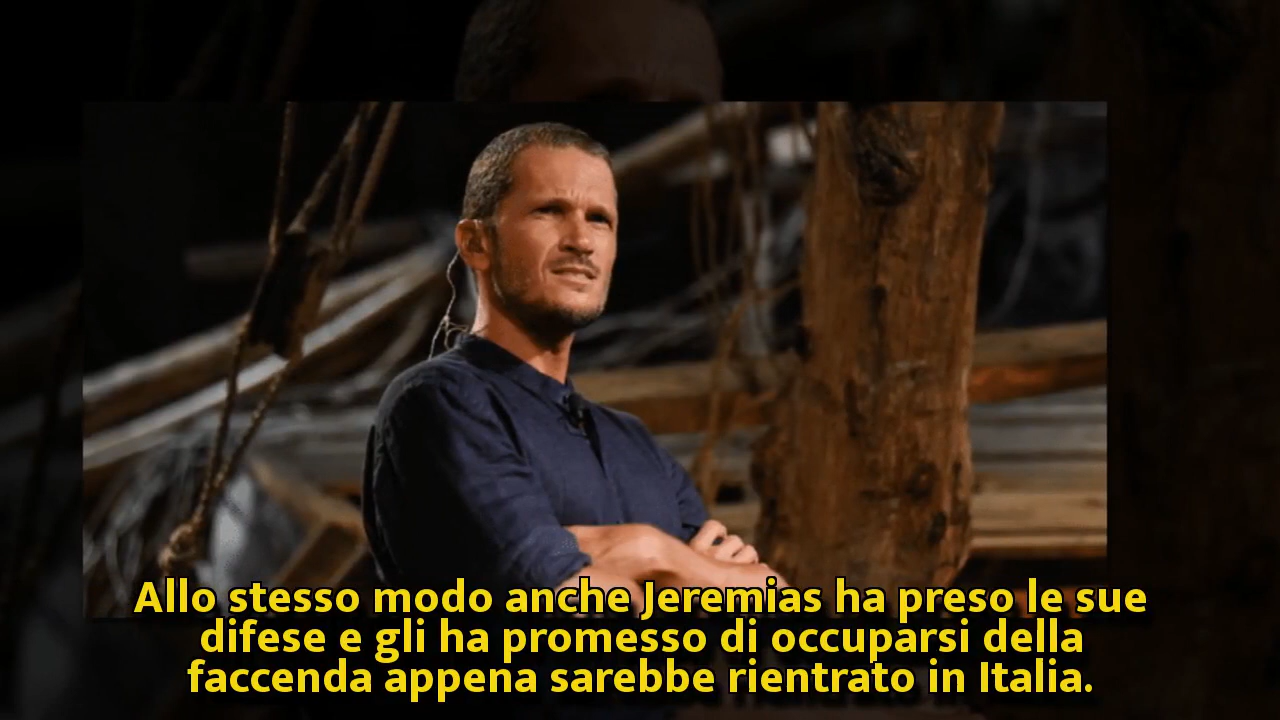 Allo stesso modo anche Jeremias ha preso le sue
difese e gli ha promesso di occuparsi della
faccenda appena sarebbe rientrato in Italia.